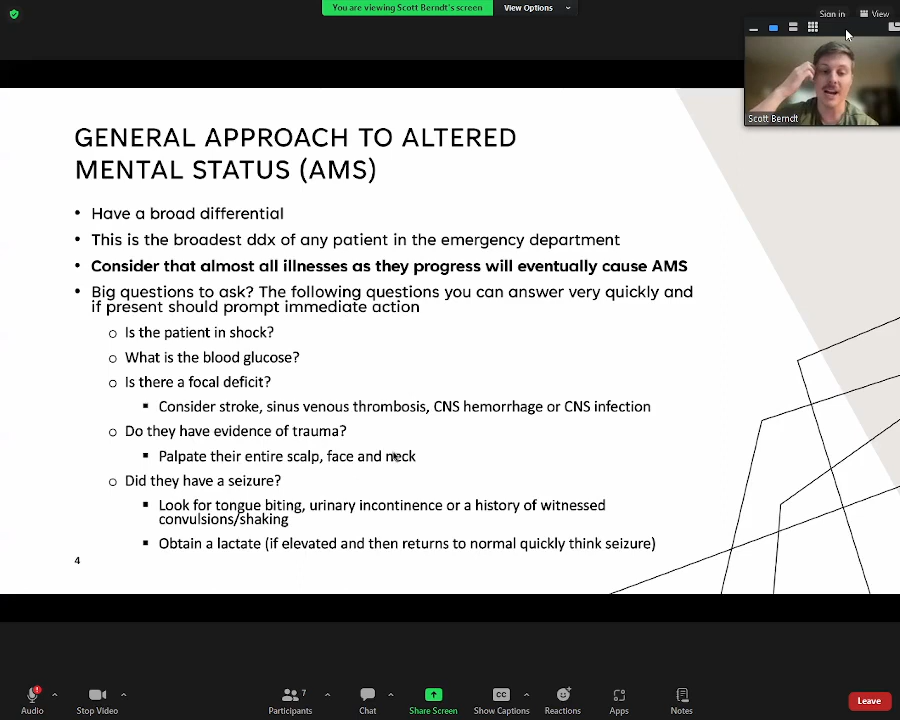 You are viewing Scott Berndt's screen
View Options
Sign in
View
Scott Berndt
GENERAL APPROACH TO ALTERED
MENTAL STATUS (AMS)
• Have a broad differential
• This is the broadest ddx of any patient in the emergency department
• Consider that almost all illnesses as they progress will eventually cause AMS
• Big questions to ask? The following questions you can answer very quickly and
if present should prompt immediate action
o Is the patient in shock?
o What is the blood glucose?
o Is there a focal deficit?
▪ Consider stroke, sinus venous thrombosis, CNS hemorrhage or CNS infection
o Do they have evidence of trauma?
▪ Palpate their entire scalp, face and neck
o Did they have a seizure?
▪ Look for tongue biting, urinary incontinence or a history of witnessed
convulsions/shaking
▪ Obtain a lactate (if elevated and then returns to normal quickly think seizure)
4
Audio
Stop Video
Participants
7
Chat
Share Screen
CC
Show Captions
Reactions
Apps
Notes
Leave